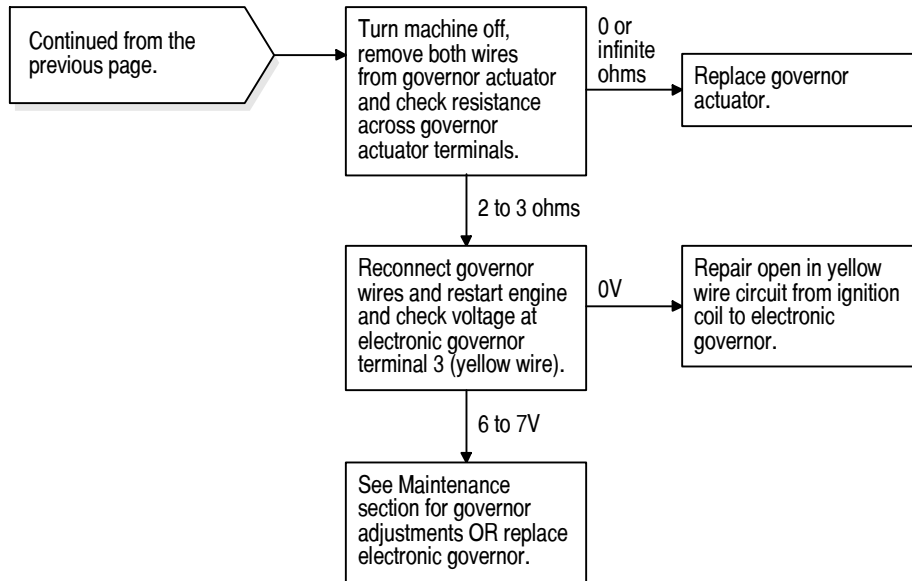 Continued from the
previous page.
Turn machine off,
remove both wires
from governor actuator
and check resistance
across governor
actuator terminals.
0 or
infinite
ohms
Replace governor
actuator.
2 to 3 ohms
Reconnect governor
wires and restart engine
and check voltage at
electronic governor
terminal 3 (yellow wire).
0V
Repair open in yellow
wire circuit from ignition
coil to electronic
governor.
6 to 7V
See Maintenance
section for governor
adjustments OR replace
electronic governor.